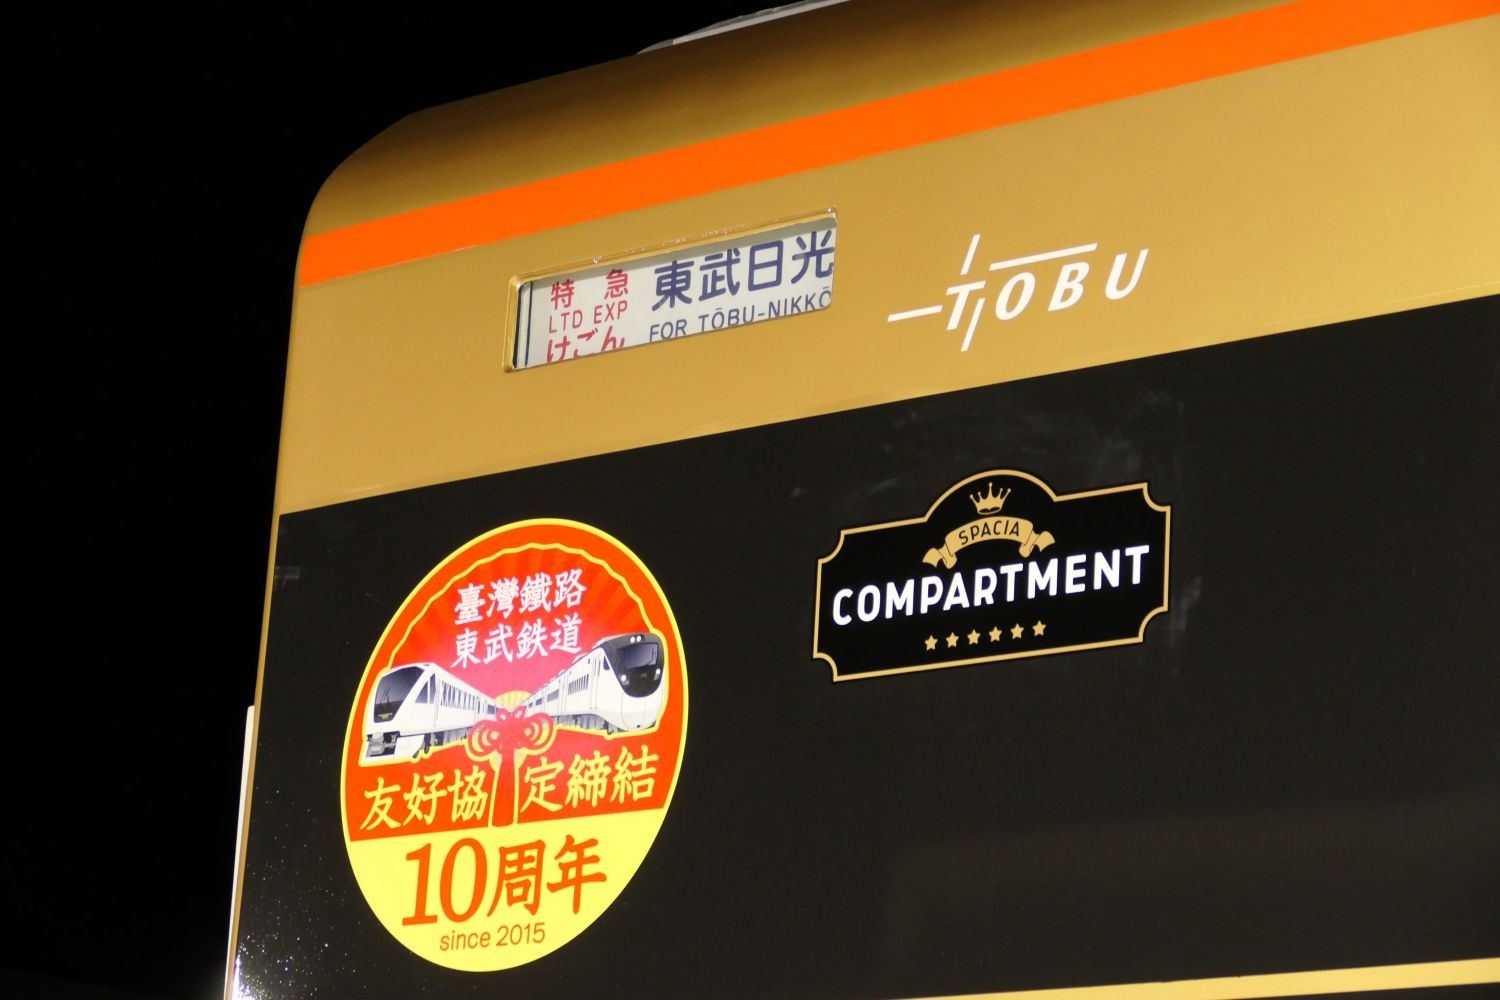 特急
LTD EXP
けごん
東武日光
FOR TŌBU-NIKKŌ
TOBU
SPACIA
COMPARTMENT
臺灣鐵路
東武鉄道
友好協定締結
10周年
since 2015